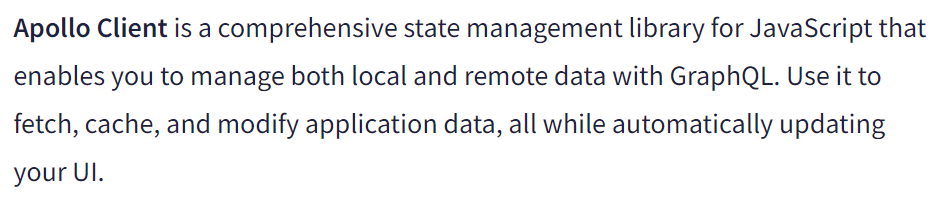 Apollo Client is a comprehensive state management library for JavaScript that
enables you to manage both local and remote data with GraphQL. Use it to
fetch, cache, and modify application data, all while automatically updating
your UI.